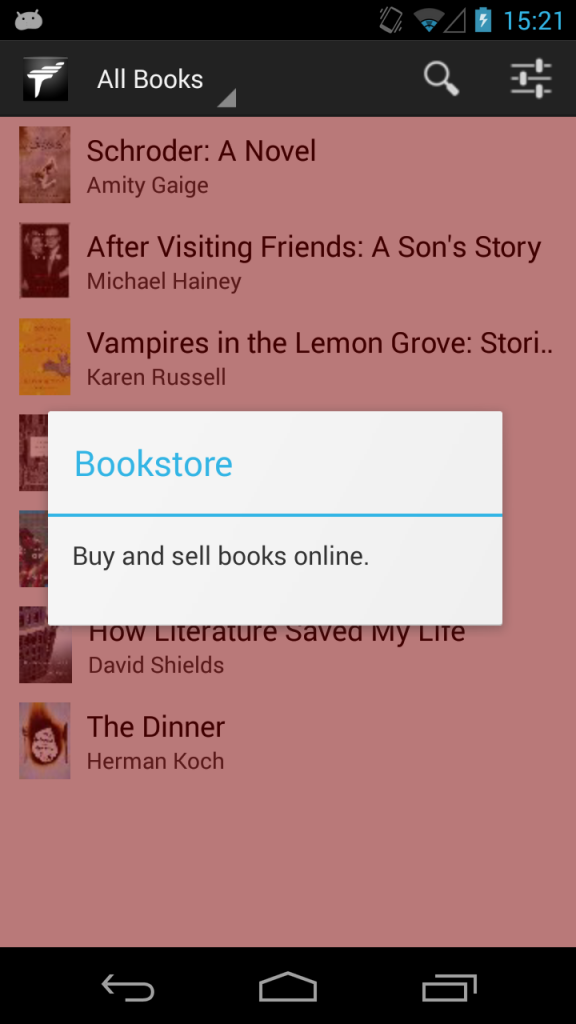 15:21
All Books
Schroder: A Novel
Amity Gaige
After Visiting Friends: A Son's Story
Michael Hainey
Vampires in the Lemon Grove: Stori..
Karen Russell
Bookstore
Buy and sell books online.
How Literature Saved My Life
David Shields
The Dinner
Herman Koch